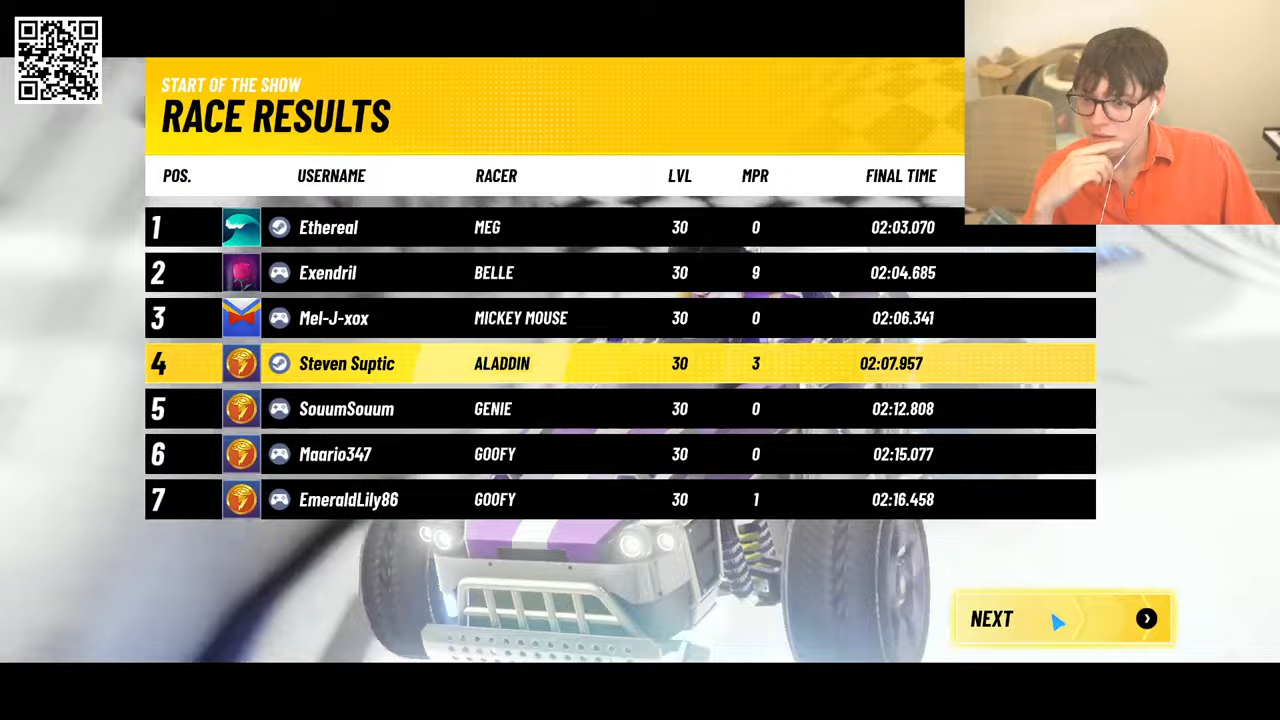 START OF THE SHOW
RACE RESULTS
POS. USERNAME RACER LVL MPR FINAL TIME
1 Ethereal MEG 30 0 02:03.070
2 Exendril BELLE 30 9 02:04.685
3 Mel-J-xox MICKEY MOUSE 30 0 02:06.341
4 Steven Suptic ALADDIN 30 3 02:07.957
5 SouumSouum GENIE 30 0 02:12.808
6 Maario347 GOOFY 30 0 02:15.077
7 EmeraldLily86 GOOFY 30 1 02:16.458
NEXT